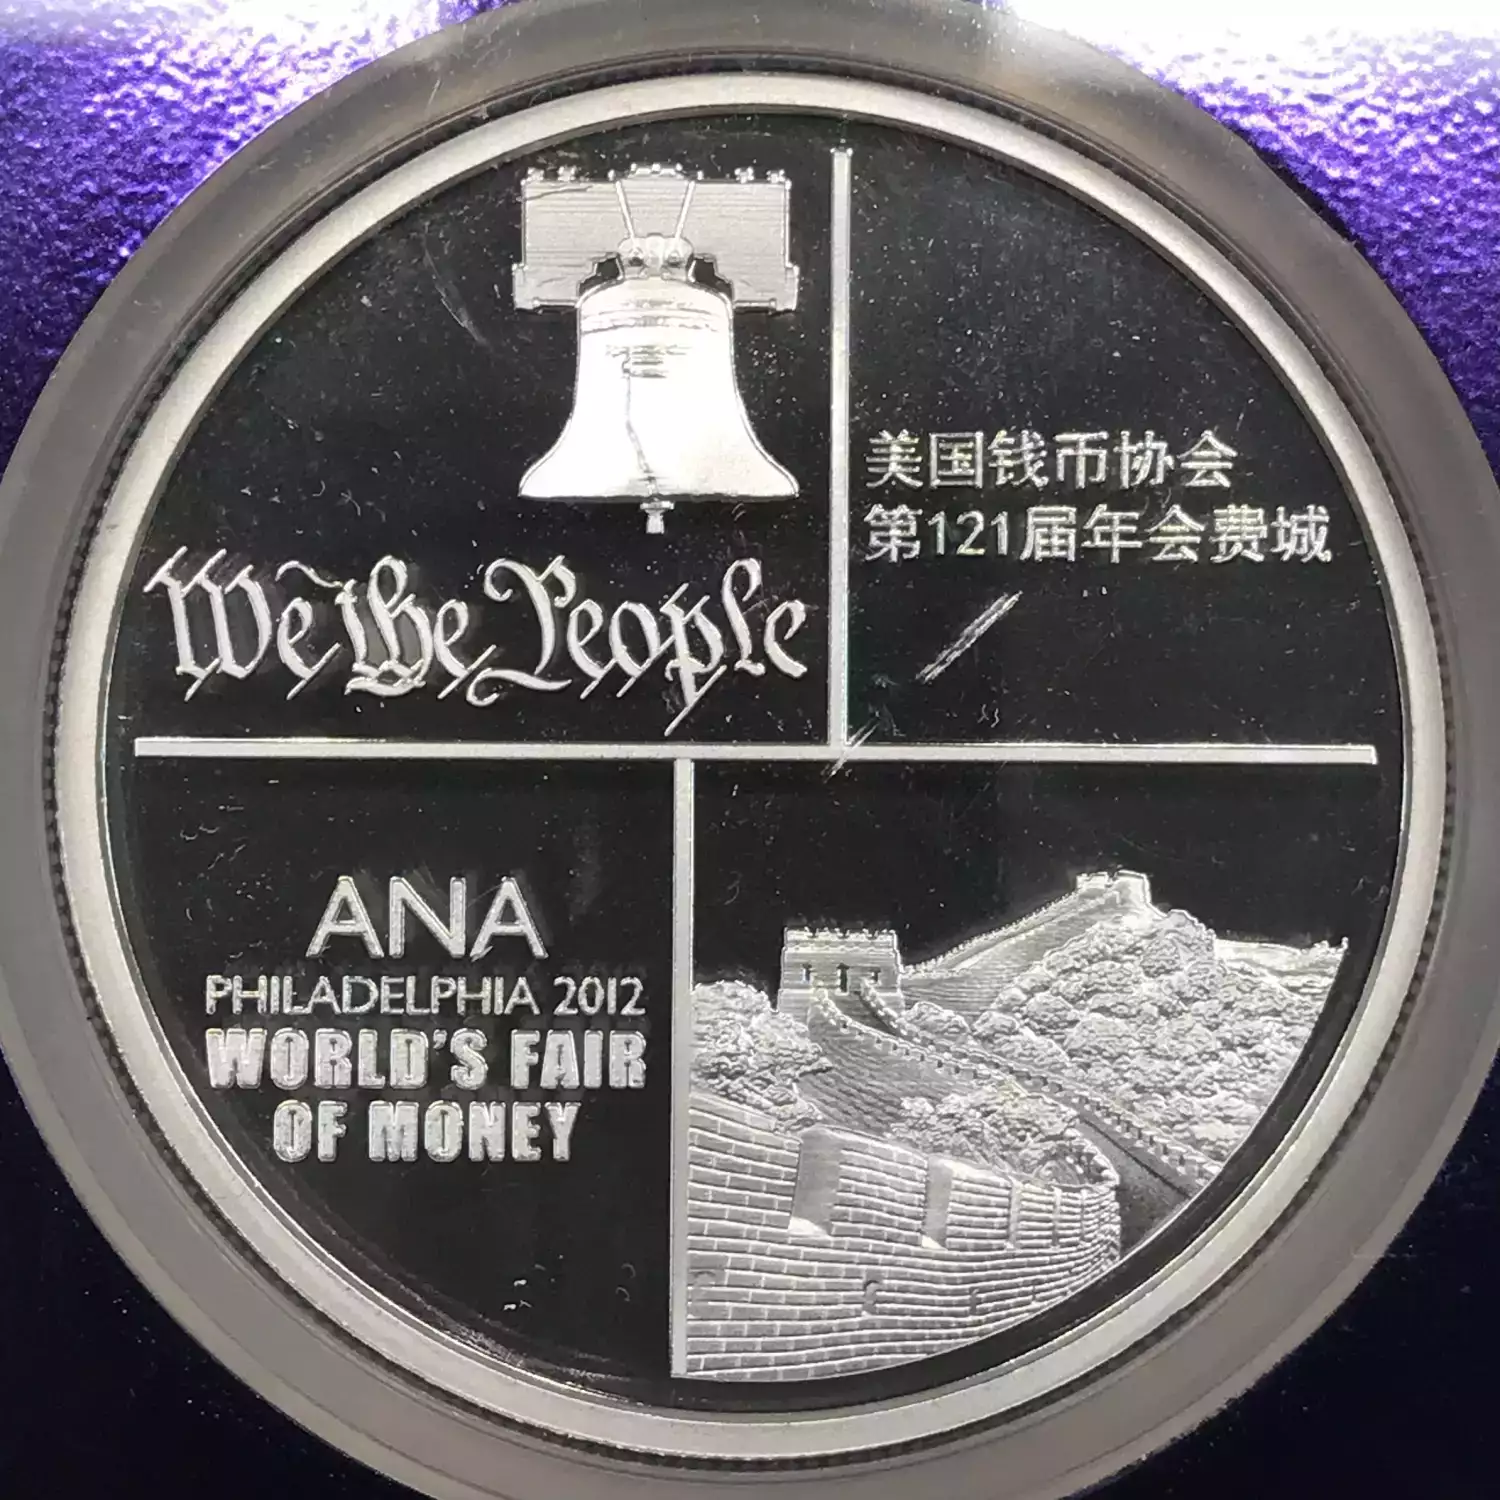 We the People
美国钱币协会
第121届年会费城
ANA
PHILADELPHIA 2012
WORLD'S FAIR
OF MONEY